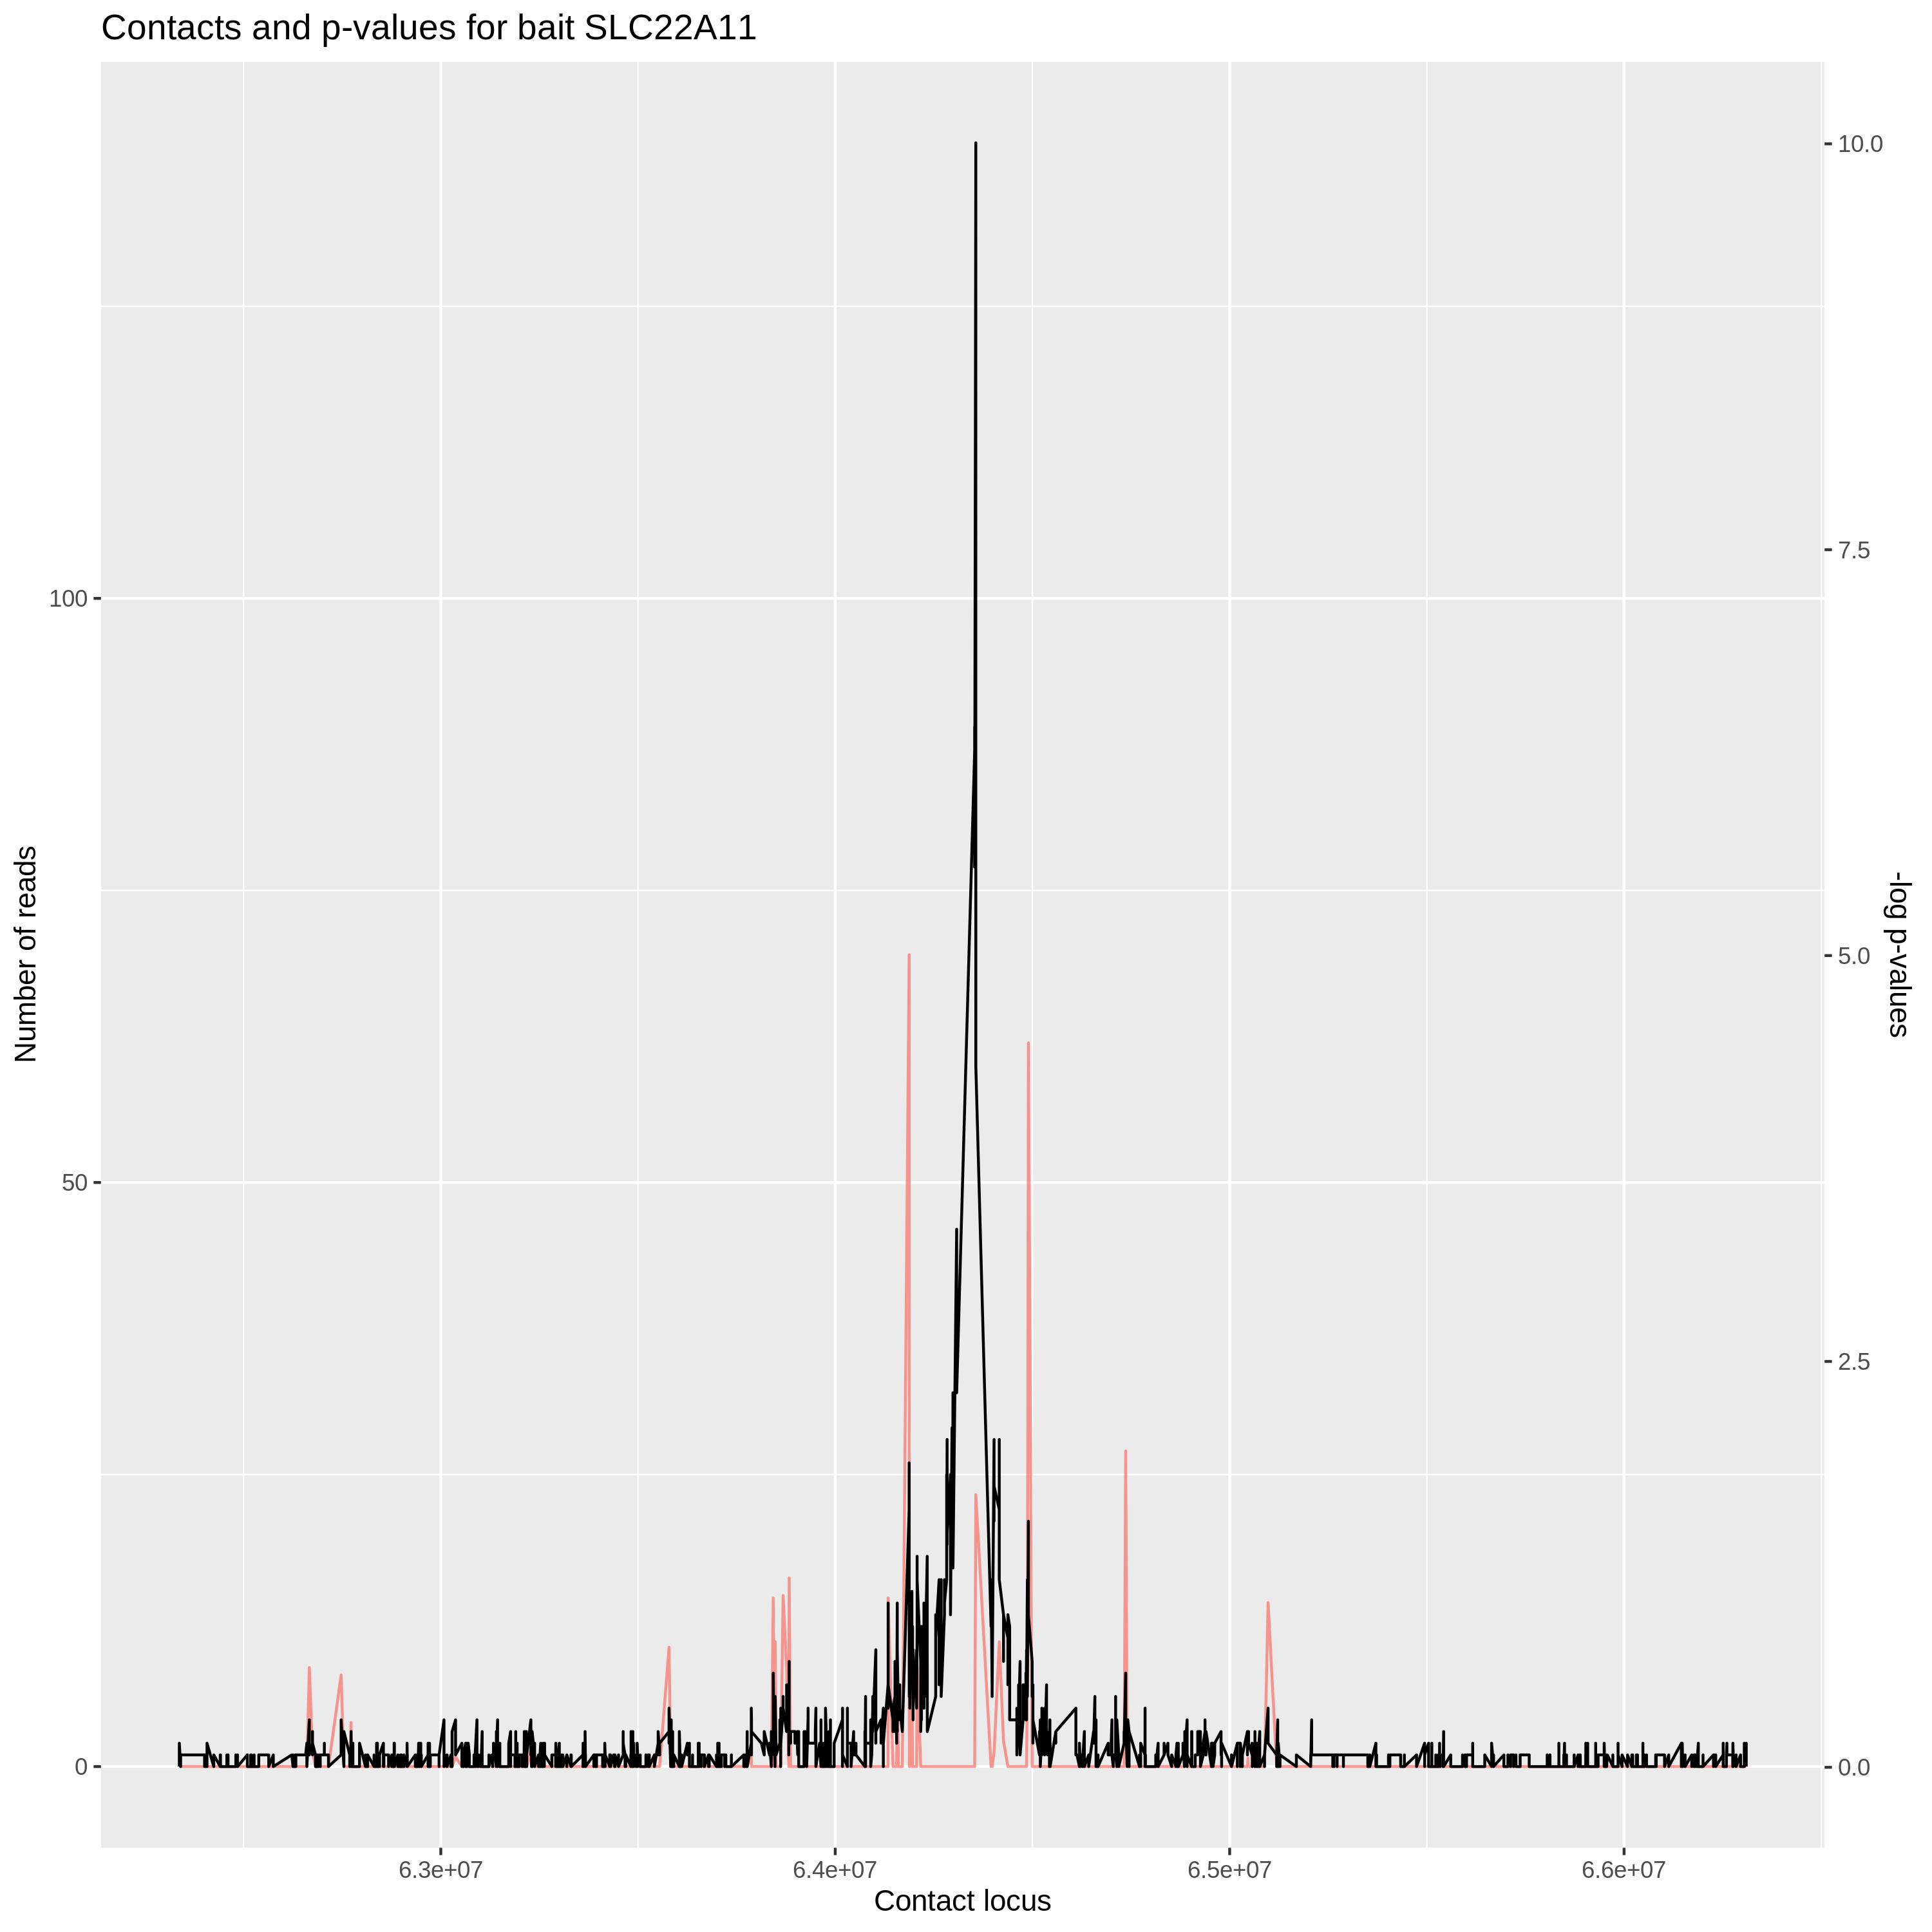 Contacts and p-values for bait SLC22A11
Number of reads
100
50
0
10.0
7.5
5.0
2.5
0.0
-log p-values
6.3e+07
6.4e+07
6.5e+07
6.6e+07
Contact locus